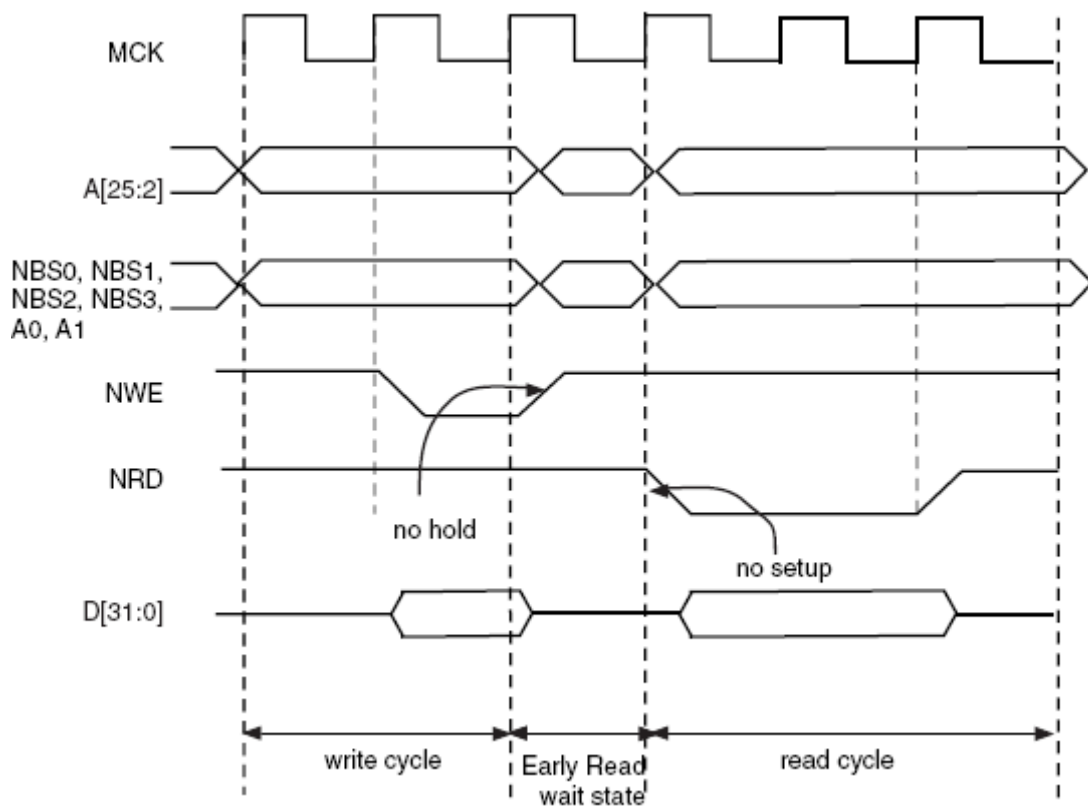 MCK
A[25:2]
NBS0, NBS1,
NBS2, NBS3,
A0, A1
NWE
NRD
no hold
no setup
D[31:0]
write cycle
Early Read
wait state
read cycle